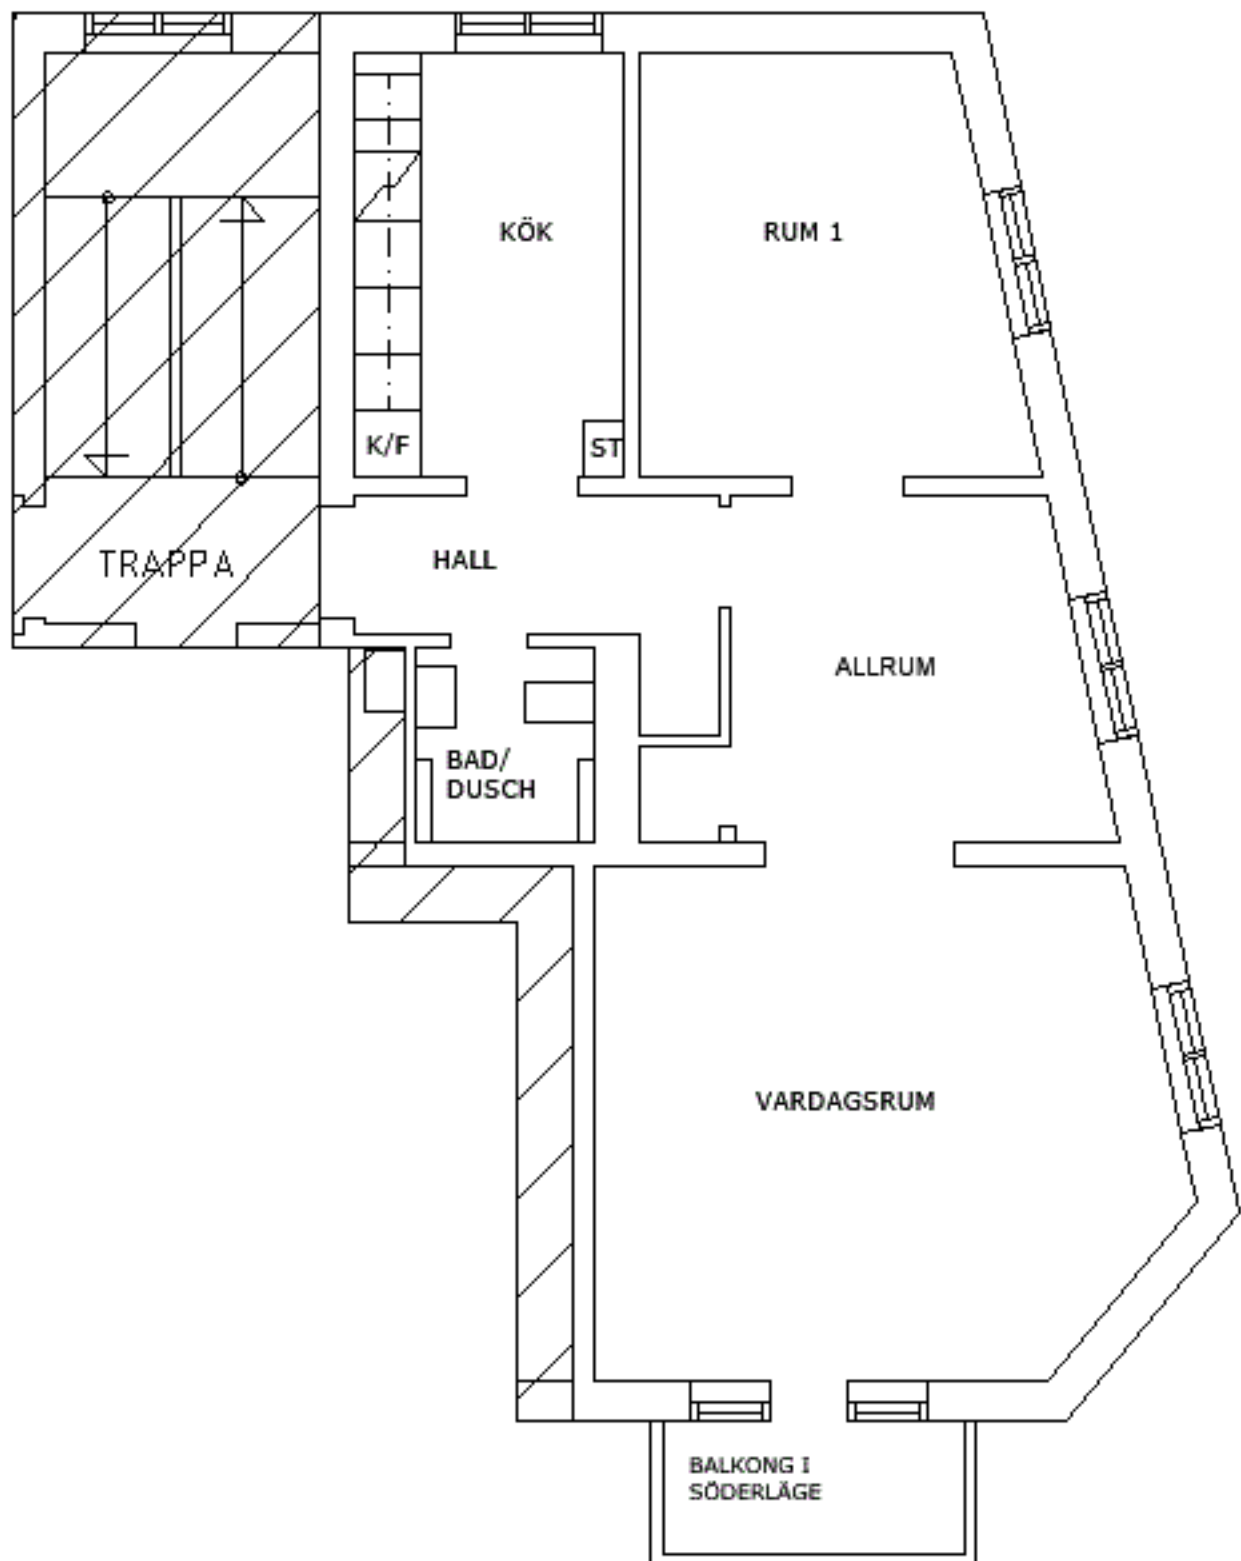 KÖK
RUM 1
K/F
ST
TRAPPA
HALL
ALLRUM
BAD/
DUSCH
VARDAGSRUM
BALKONG I
SÖDERLÄGE